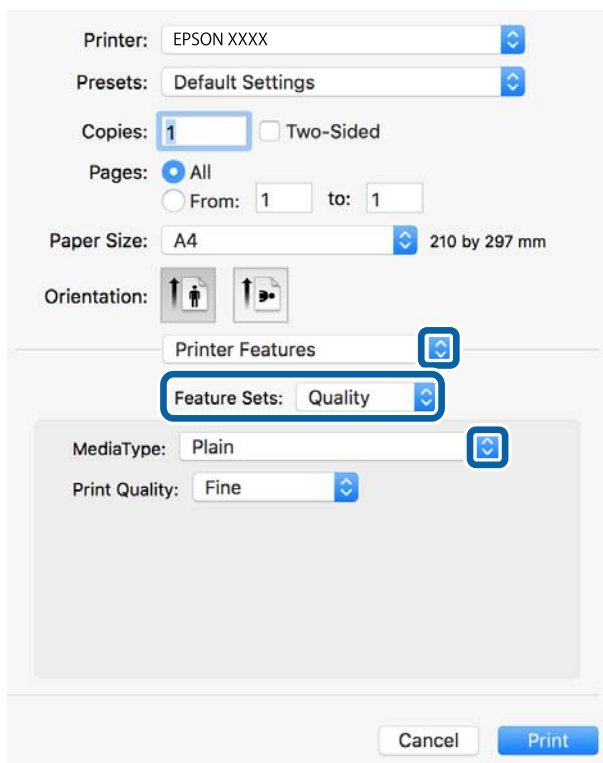 Printer: EPSON XXXX
Presets: Default Settings
Copies: 1 Two-Sided
Pages: All
From: 1 to: 1
Paper Size: A4 210 by 297 mm
Orientation:
Printer Features
Feature Sets: Quality
MediaType: Plain
Print Quality: Fine
Cancel Print